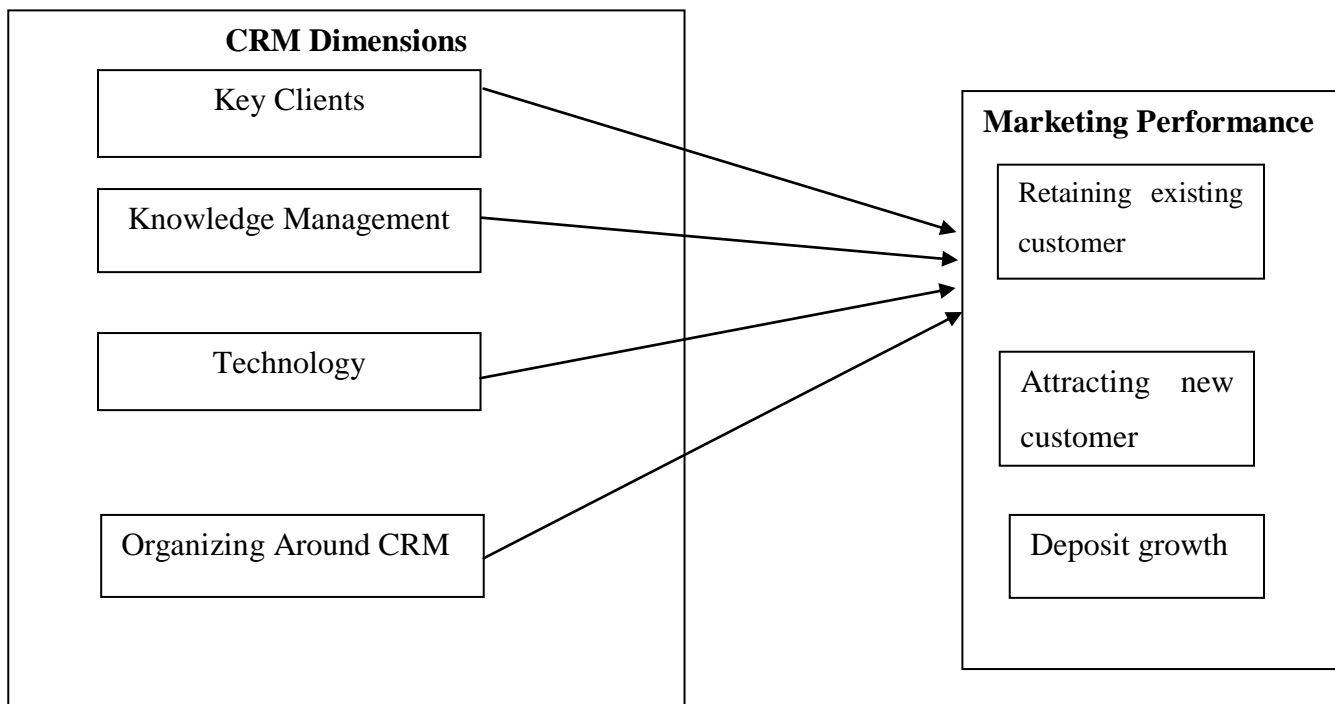 CRM Dimensions
Key Clients
Knowledge Management
Technology
Organizing Around CRM
Marketing Performance
Retaining existing
customer
Attracting new
customer
Deposit growth